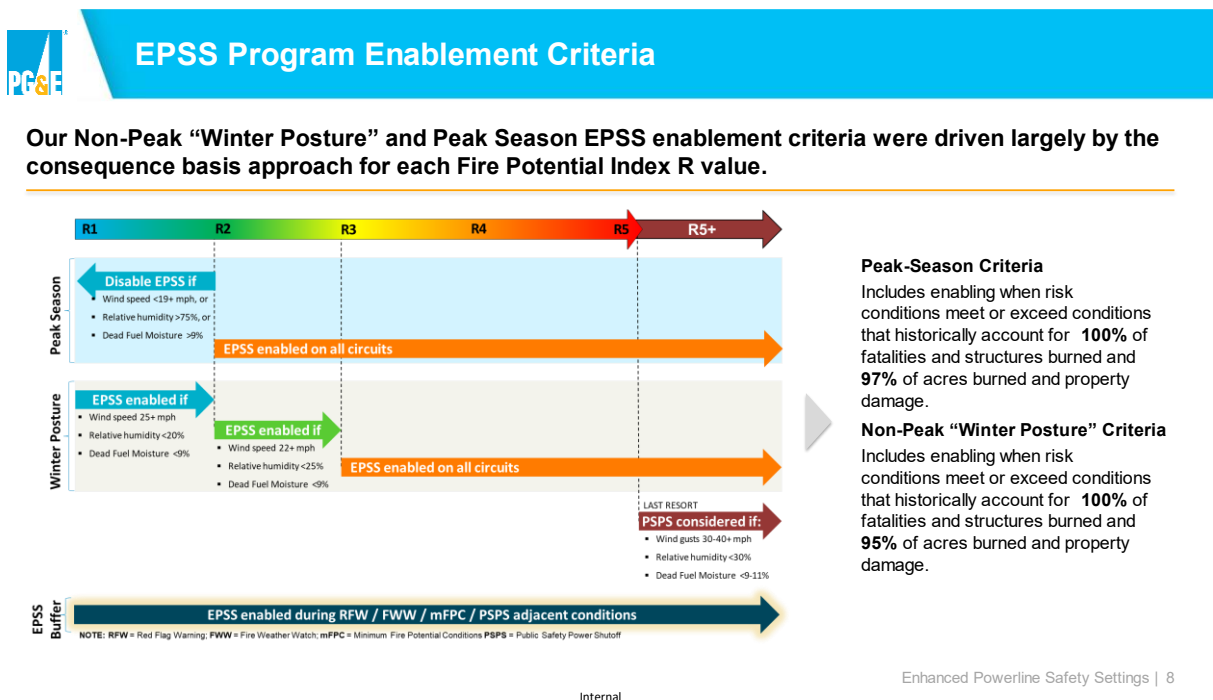 PG&E
EPSS Program Enablement Criteria
Our Non-Peak “Winter Posture” and Peak Season EPSS enablement criteria were driven largely by the
consequence basis approach for each Fire Potential Index R value.
R1 R2 R3 R4 R5 R5+
Peak Season
Disable EPSS if
▪ Wind speed <19+ mph, or
▪ Relative humidity >75%, or
▪ Dead Fuel Moisture >9%
EPSS enabled on all circuits
Winter Posture
EPSS enabled if
▪ Wind speed 25+ mph
▪ Relative humidity <20%
▪ Dead Fuel Moisture <9%
EPSS enabled if
▪ Wind speed 22+ mph
▪ Relative humidity <25%
▪ Dead Fuel Moisture <9%
EPSS enabled on all circuits
LAST RESORT
PSPS considered if:
▪ Wind gusts 30-40+ mph
▪ Relative humidity <30%
▪ Dead Fuel Moisture <9-11%
EPSS
Buffer
EPSS enabled during RFW / FWW / mFPC / PSPS adjacent conditions
NOTE: RFW = Red Flag Warning; FWW = Fire Weather Watch; mFPC = Minimum Fire Potential Conditions PSPS = Public Safety Power Shutoff
Peak-Season Criteria
Includes enabling when risk
conditions meet or exceed conditions
that historically account for 100% of
fatalities and structures burned and
97% of acres burned and property
damage.
Non-Peak “Winter Posture” Criteria
Includes enabling when risk
conditions meet or exceed conditions
that historically account for 100% of
fatalities and structures burned and
95% of acres burned and property
damage.
Enhanced Powerline Safety Settings | 8
Internal